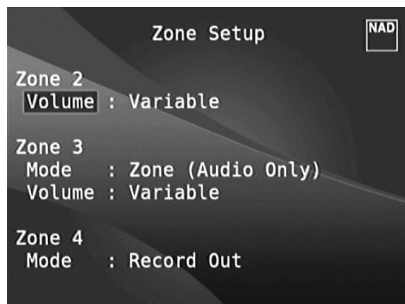 Zone Setup
NAD
Zone 2
Volume : Variable
Zone 3
Mode : Zone (Audio Only)
Volume : Variable
Zone 4
Mode : Record Out